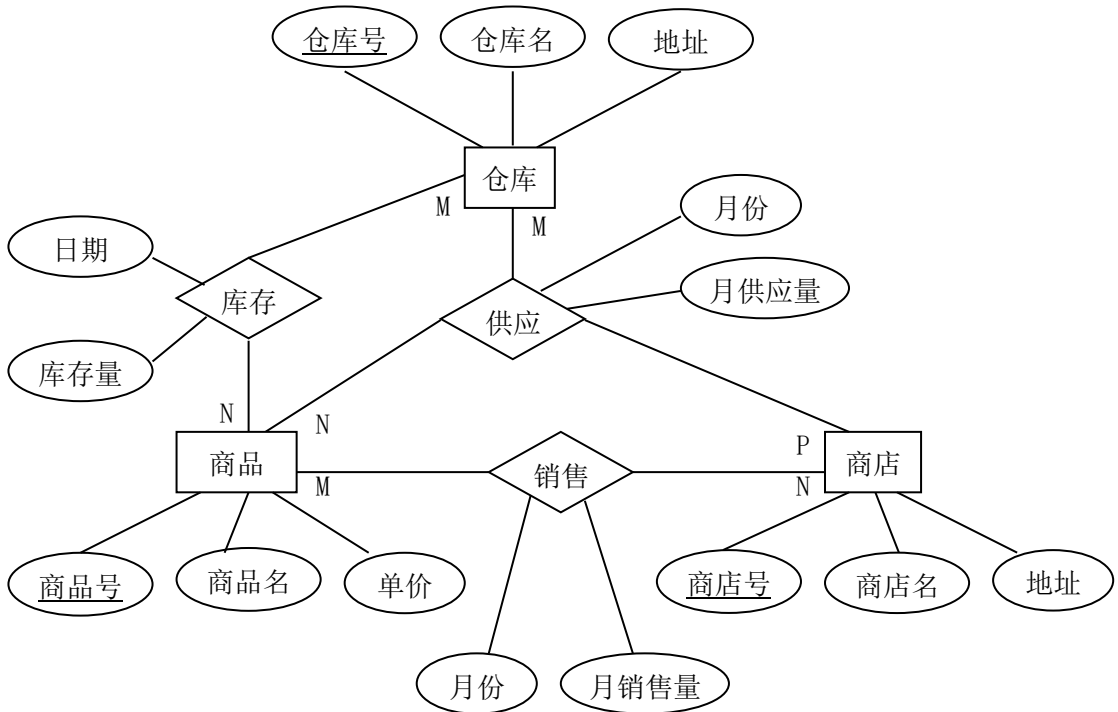 仓库号
仓库名
地址
仓库
M
M
月份
日期
库存
月供应量
供应
库存量
N
N
商品
M
销售
P
N
商店
商品号
商品名
单价
商店号
商店名
地址
月份
月销售量